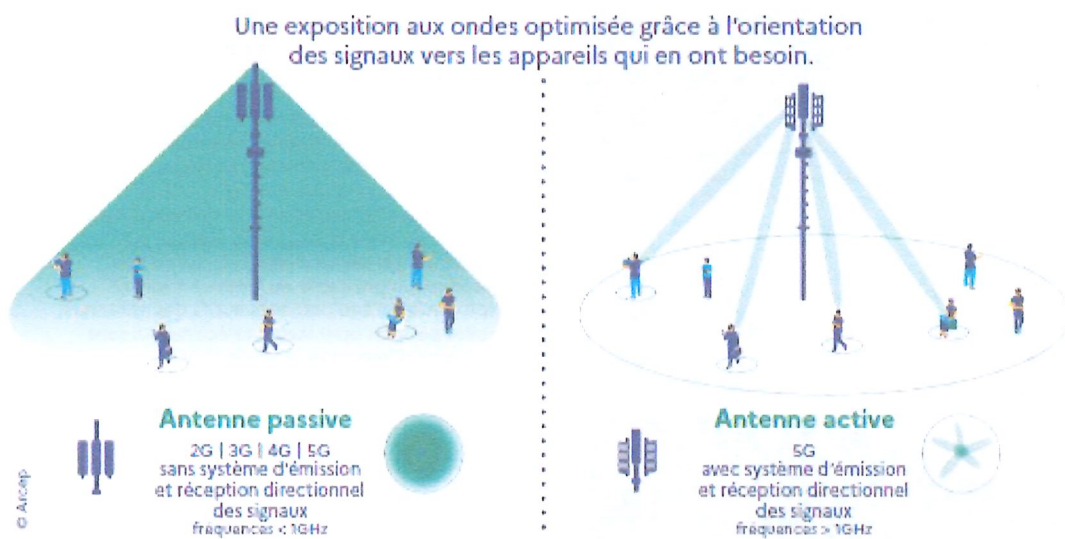 Une exposition aux ondes optimisée grâce à l'orientation
des signaux vers les appareils qui en ont besoin.
Antenne passive
2G | 3G | 4G | 5G
sans système d'émission
et réception directionnel
des signaux
fréquences < 1GHz
Antenne active
5G
avec système d'émission
et réception directionnel
des signaux
fréquences > 1GHz
© Arcep